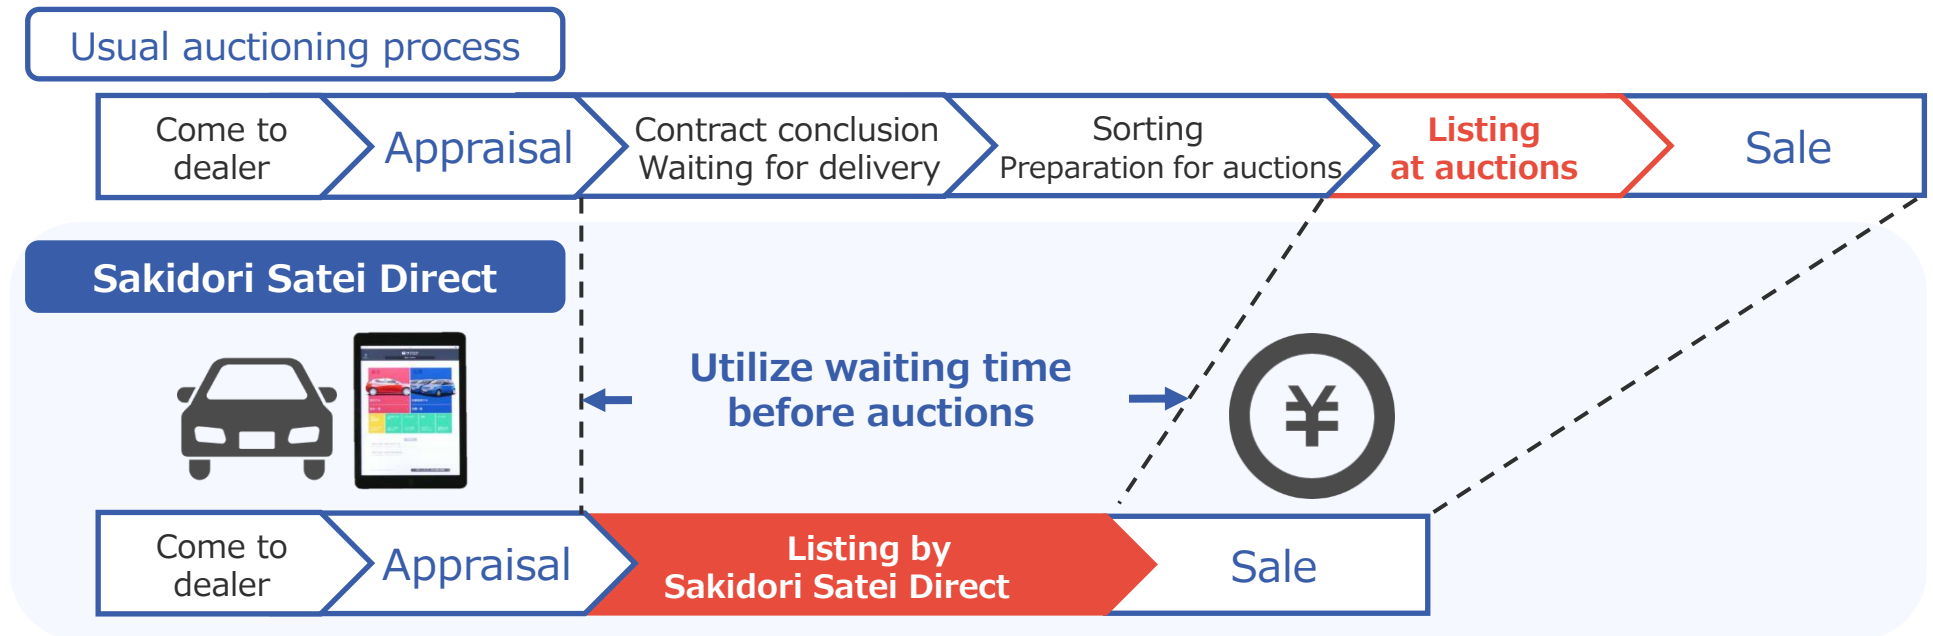 Usual auctioning process
Come to
dealer
Appraisal
Contract conclusion
Waiting for delivery
Sorting
Preparation for auctions
Listing
at auctions
Sale
Sakidori Satei Direct
Utilize waiting time
before auctions
¥
Come to
dealer
Appraisal
Listing by
Sakidori Satei Direct
Sale